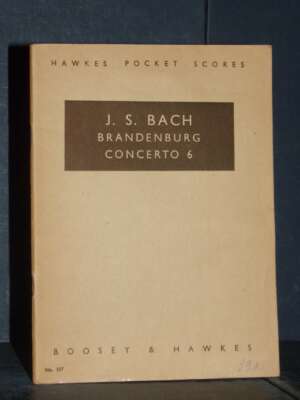 HAWKES POCKET SCORES
J. S. BACH
BRANDENBURG
CONCERTO 6
BOOSEY & HAWKES